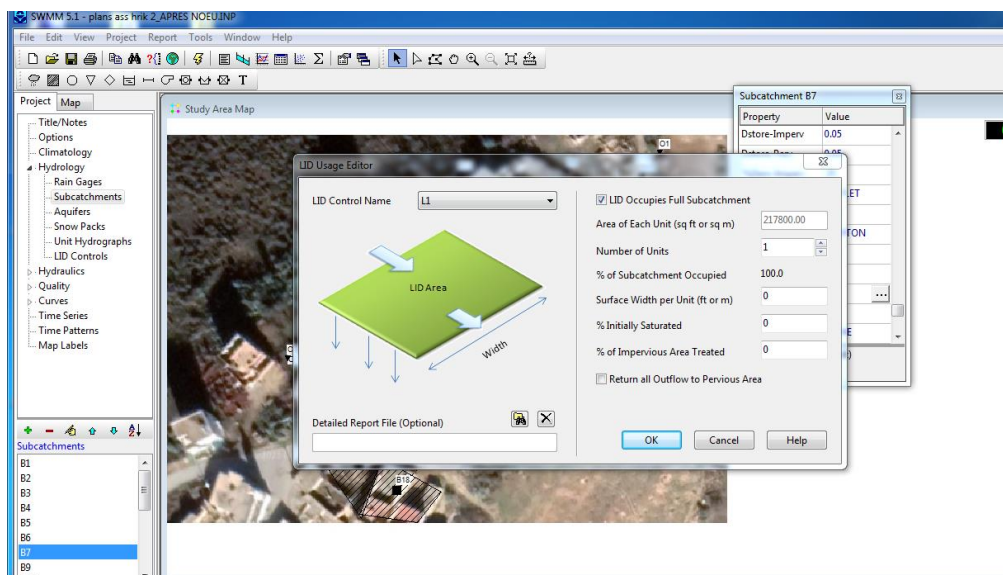 SWMM 5.1 - plans ass hrik 2_APRES NOEU.INP
File Edit View Project Report Tools Window Help
Project Map
Title/Notes
Options
Climatology
Hydrology
Rain Gages
Subcatchments
Aquifers
Snow Packs
Unit Hydrographs
LID Controls
Hydraulics
Quality
Curves
Time Series
Time Patterns
Map Labels
Subcatchments
B1
B2
B3
B4
B5
B6
B7
B9
Study Area Map
O1
B18
LID Usage Editor
LID Control Name L1
LID Area
Width
Detailed Report File (Optional)
LID Occupies Full Subcatchment
Area of Each Unit (sq ft or sq m) 217800.00
Number of Units 1
% of Subcatchment Occupied 100.0
Surface Width per Unit (ft or m) 0
% Initially Saturated 0
% of Impervious Area Treated 0
Return all Outflow to Pervious Area
OK Cancel Help
Subcatchment B7
Property Value
Dstore-Imperv 0.05
LET
TON
...
E